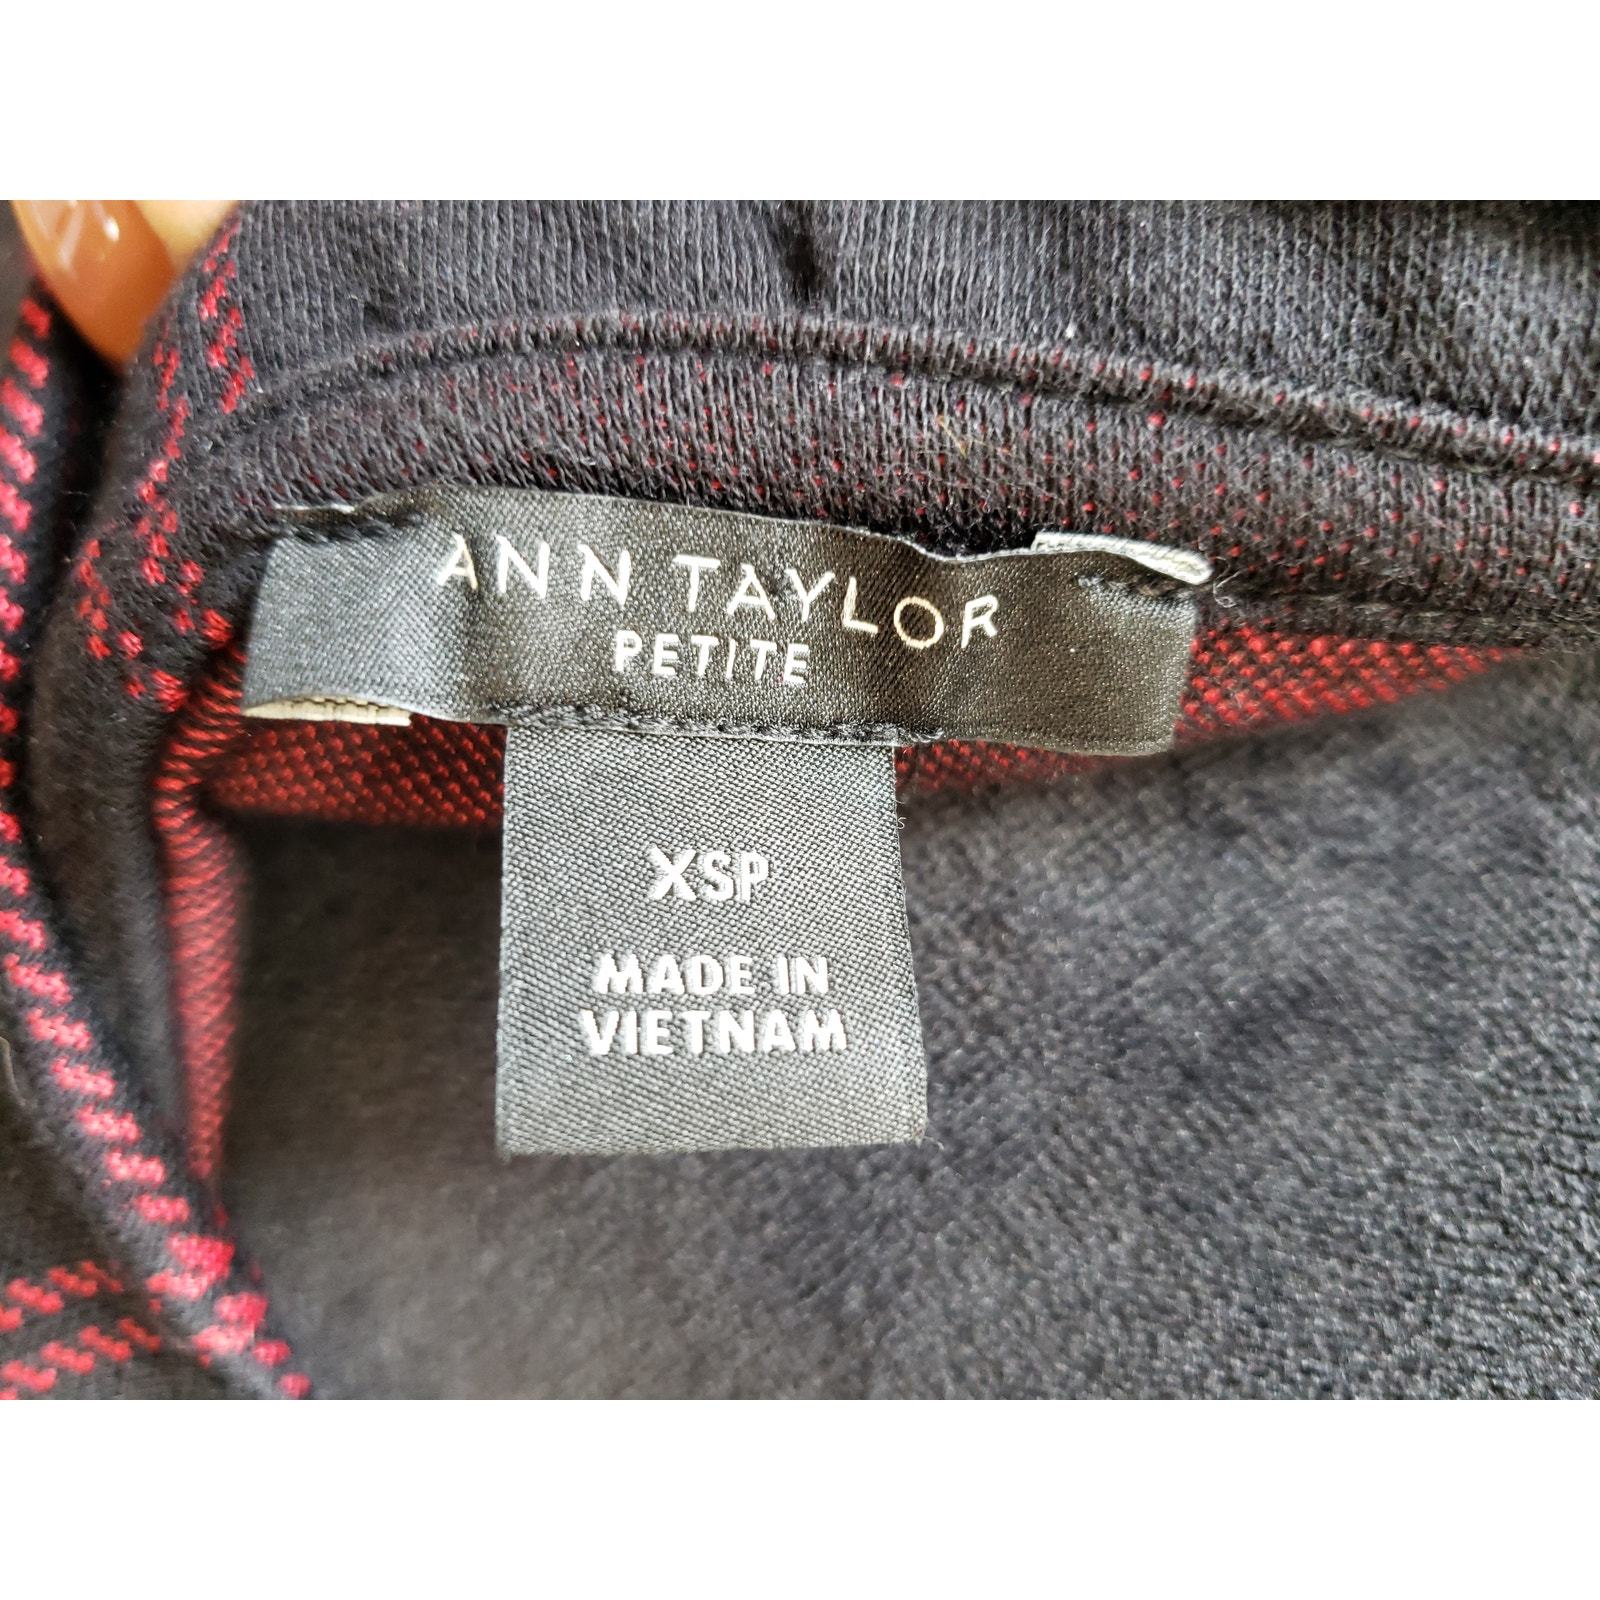 ANN TAYLOR
PETITE
XSP
MADE IN
VIETNAM